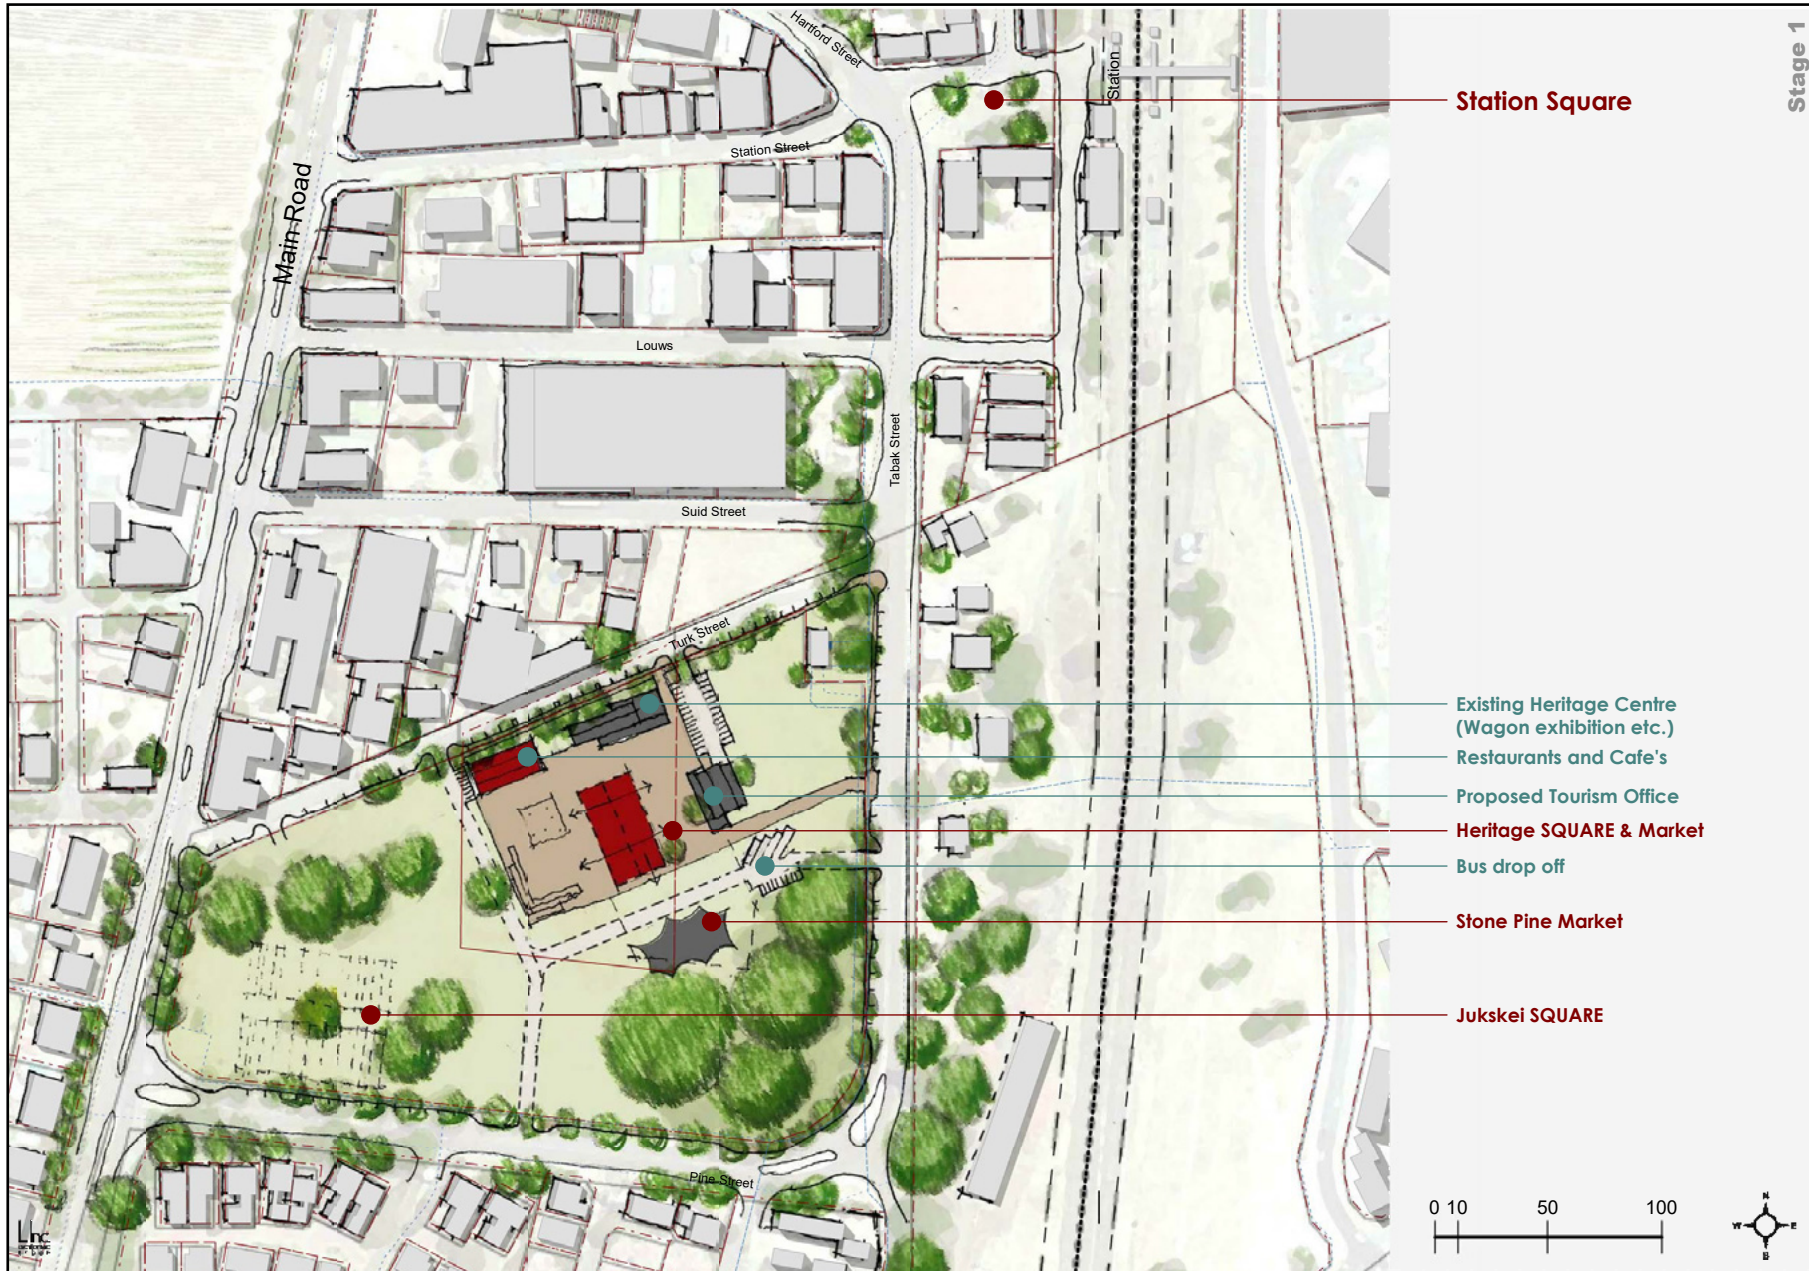 Stage 1
Hartford Street
Station
Station Square
Station Street
Main Road
Louws
Tabak Street
Suid Street
Turk Street
Existing Heritage Centre
(Wagon exhibition etc.)
Restaurants and Cafe's
Proposed Tourism Office
Heritage SQUARE & Market
Bus drop off
Stone Pine Market
Jukskei SQUARE
Pine Street
0 10 50 100
N
W E